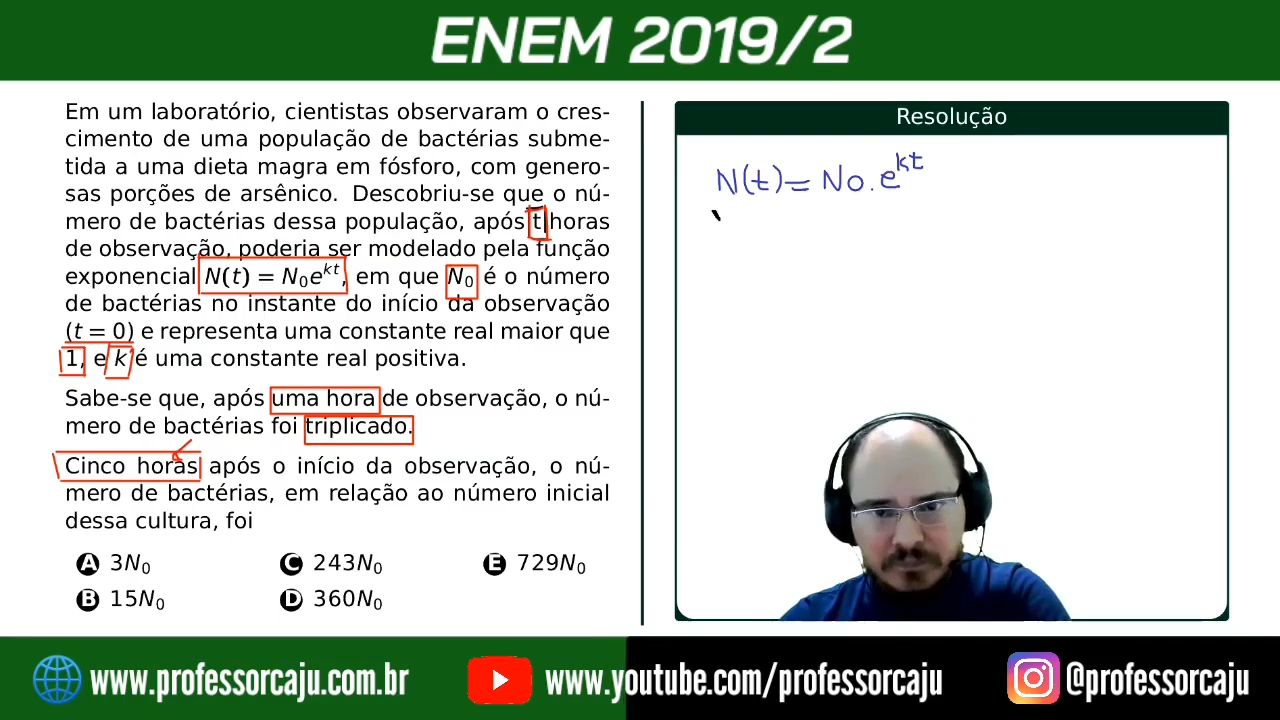 ENEM 2019/2
Em um laboratório, cientistas observaram o cres-
cimento de uma população de bactérias subme-
tida a uma dieta magra em fósforo, com genero-
sas porções de arsênico. Descobriu-se que o nú-
mero de bactérias dessa população, após t horas
de observação, poderia ser modelado pela função
exponencial N(t) = N₀eᵏᵗ, em que N₀ é o número
de bactérias no instante do início da observação
(t = 0) e representa uma constante real maior que
1, e k é uma constante real positiva.
Sabe-se que, após uma hora de observação, o nú-
mero de bactérias foi triplicado.
Cinco horas após o início da observação, o nú-
mero de bactérias, em relação ao número inicial
dessa cultura, foi
A 3N₀
B 15N₀
C 243N₀
D 360N₀
E 729N₀
Resolução
N(t) = No.eᵏᵗ
www.professorcaju.com.br
www.youtube.com/professorcaju
@professorcaju